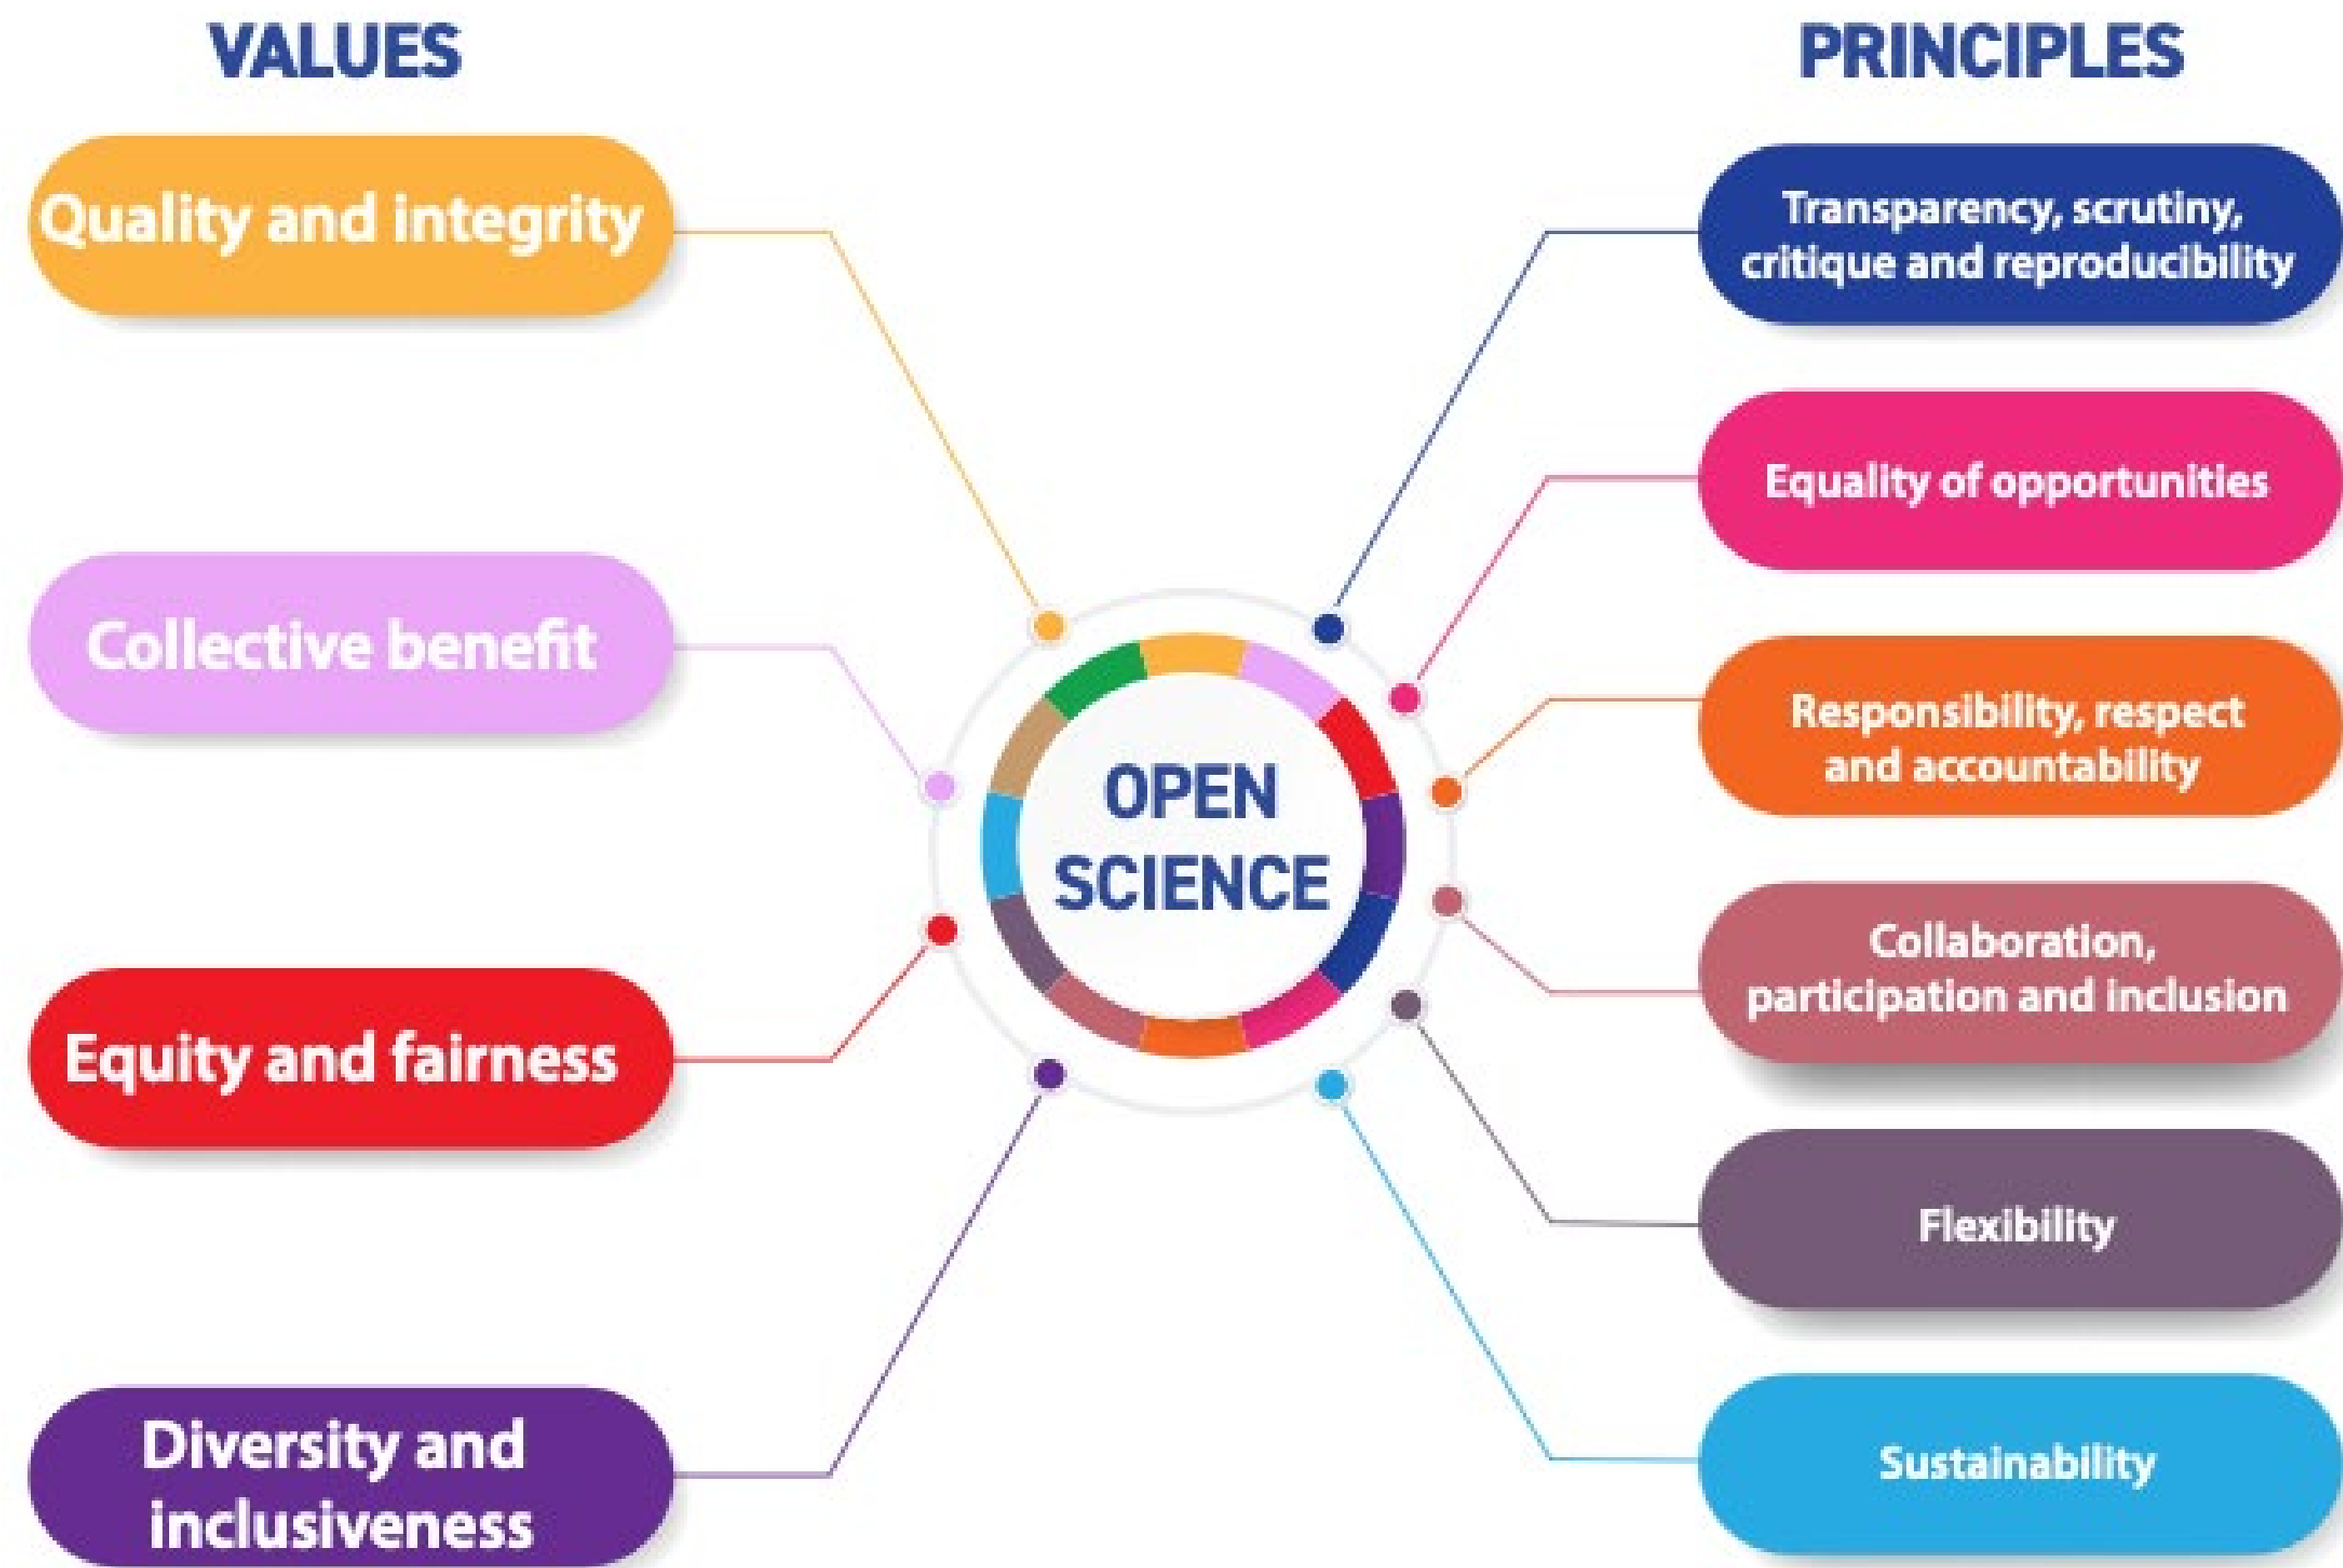 VALUES
Quality and integrity
Collective benefit
Equity and fairness
Diversity and
inclusiveness
OPEN
SCIENCE
PRINCIPLES
Transparency, scrutiny,
critique and reproducibility
Equality of opportunities
Responsibility, respect
and accountability
Collaboration,
participation and inclusion
Flexibility
Sustainability